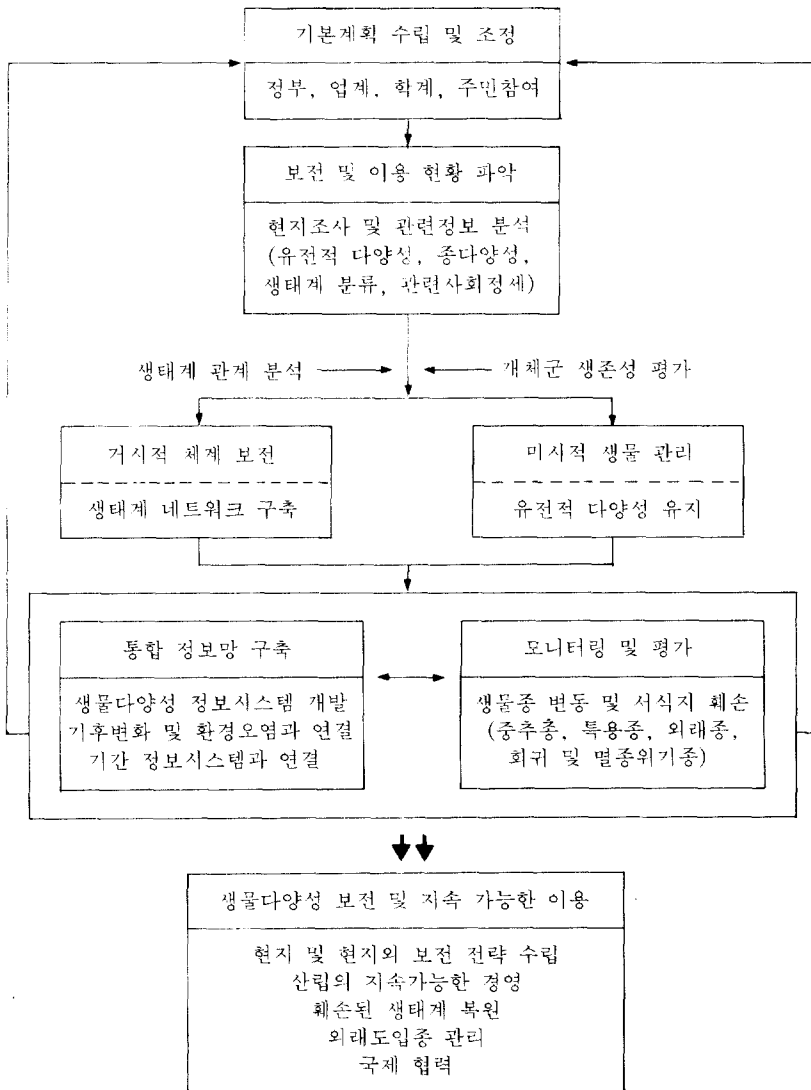 기본계획 수립 및 조정
정부, 업계, 학계, 주민참여
보전 및 이용 현황 파악
현지조사 및 관련정보 분석
(유전적 다양성, 종다양성,
생태계 분류, 관련사회정세)
생태계 관계 분석
개체군 생존성 평가
거시적 체계 보전
생태계 네트워크 구축
미시적 생물 관리
유전적 다양성 유지
통합 정보망 구축
생물다양성 정보시스템 개발
기후변화 및 환경오염과 연결
기간 정보시스템과 연결
모니터링 및 평가
생물종 변동 및 서식지 훼손
(중추종, 특용종, 외래종,
희귀 및 멸종위기종)
생물다양성 보전 및 지속 가능한 이용
현지 및 현지외 보전 전략 수립
산림의 지속가능한 경영
훼손된 생태계 복원
외래도입종 관리
국제 협력